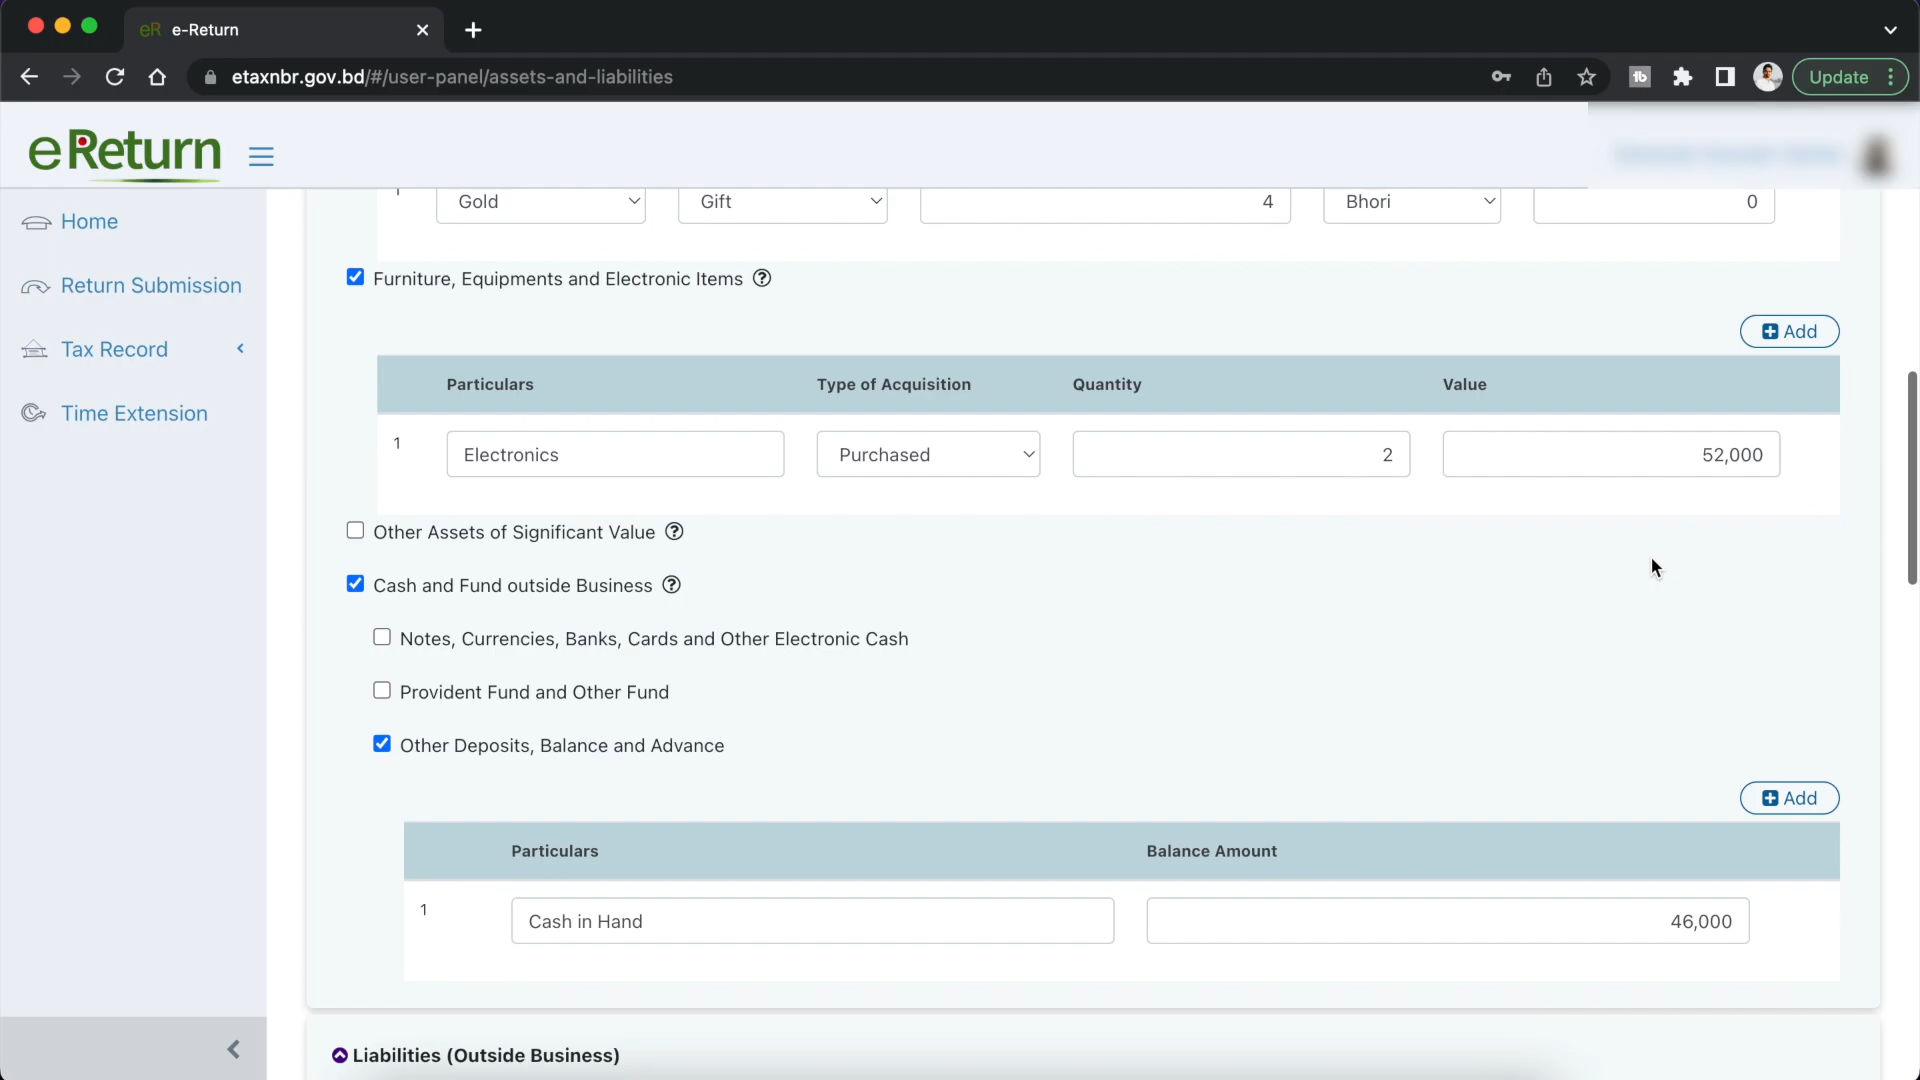 eR e-Return
etaxnbr.gov.bd/#/user-panel/assets-and-liabilities
Update
eReturn
Home
Return Submission
Tax Record
Time Extension
Gold Gift 4 Bhori 0
Furniture, Equipments and Electronic Items
Add
Particulars Type of Acquisition Quantity Value
1 Electronics Purchased 2 52,000
Other Assets of Significant Value
Cash and Fund outside Business
Notes, Currencies, Banks, Cards and Other Electronic Cash
Provident Fund and Other Fund
Other Deposits, Balance and Advance
Add
Particulars Balance Amount
1 Cash in Hand 46,000
Liabilities (Outside Business)